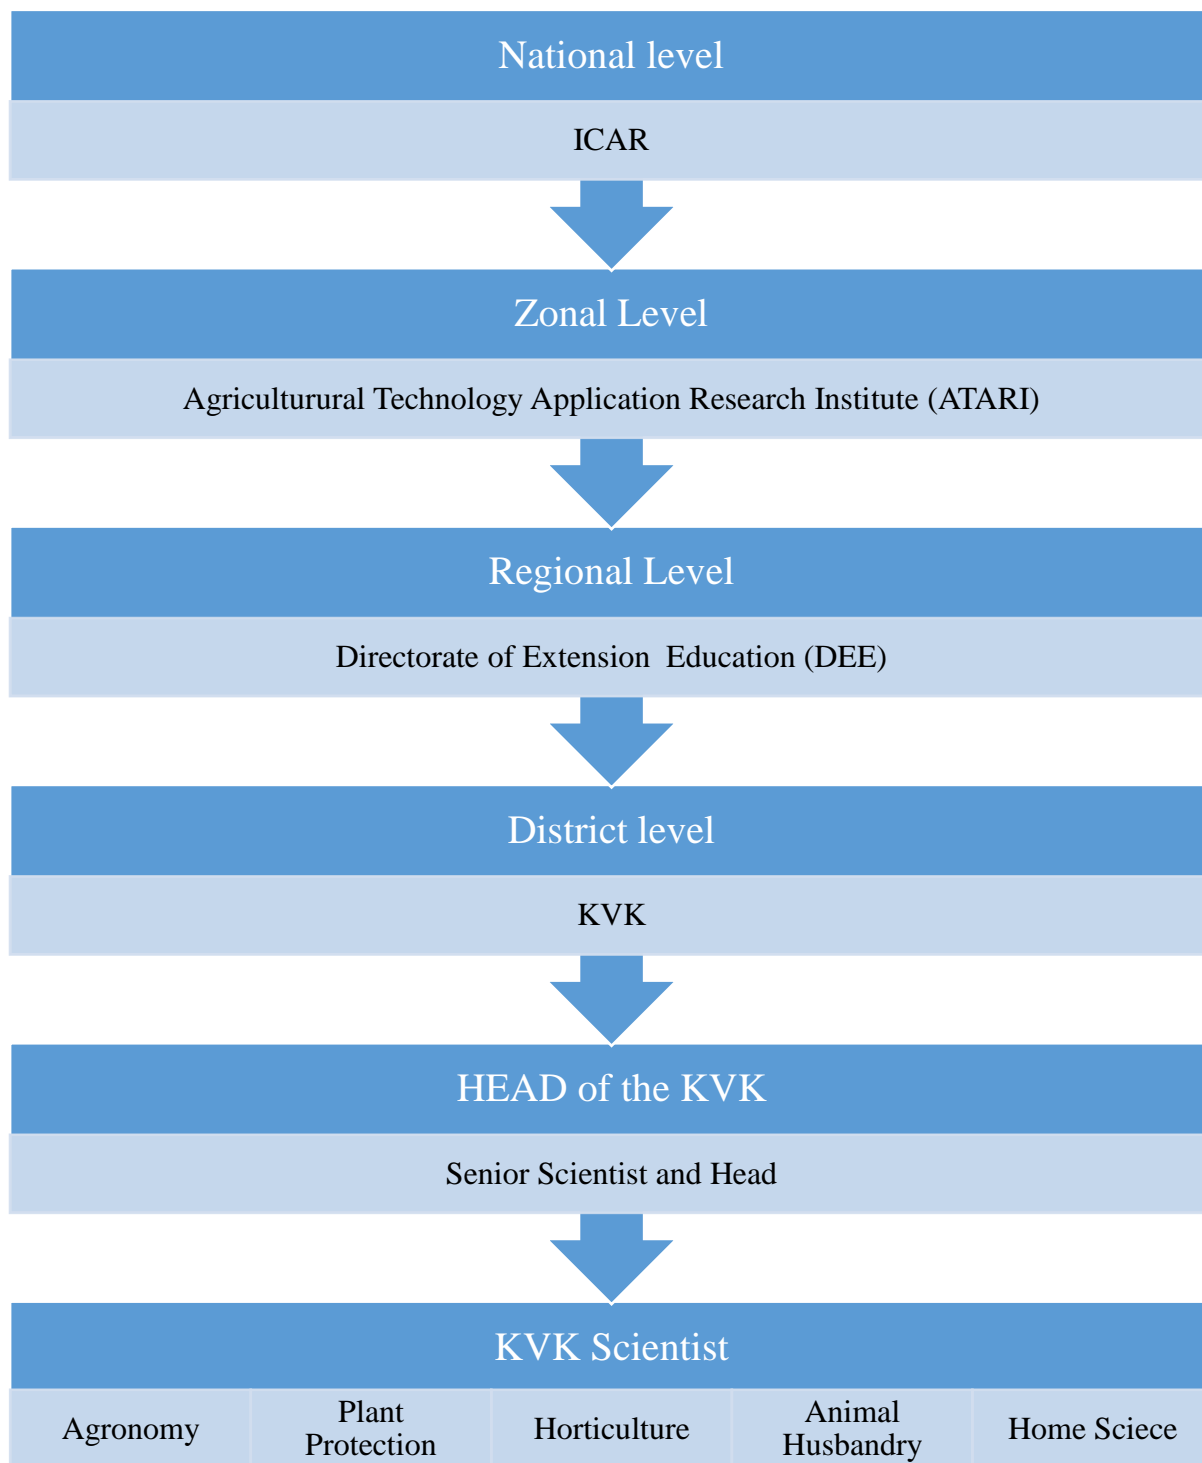 National level
ICAR
Zonal Level
Agricultururural Technology Application Research Institute (ATARI)
Regional Level
Directorate of Extension  Education (DEE)
District level
KVK
HEAD of the KVK
Senior Scientist and Head
KVK Scientist
Agronomy
Plant
Protection
Horticulture
Animal
Husbandry
Home Sciece